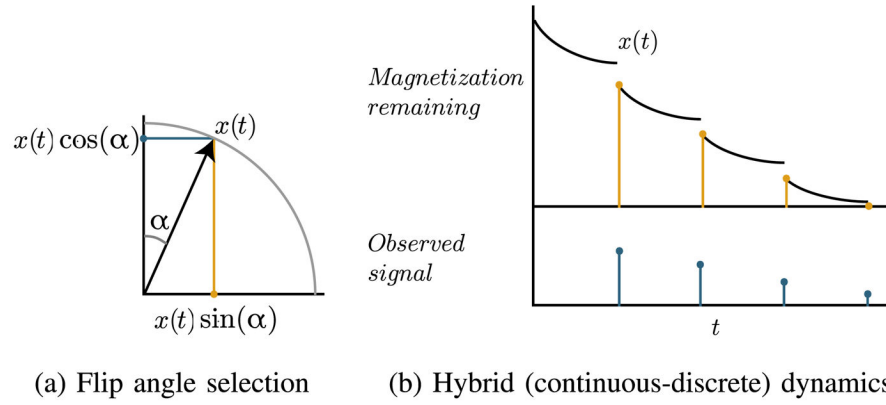 x(t)
x(t) cos(α)
α
x(t) sin(α)
(a) Flip angle selection
x(t)
Magnetization
remaining
Observed
signal
t
(b) Hybrid (continuous-discrete) dynamics